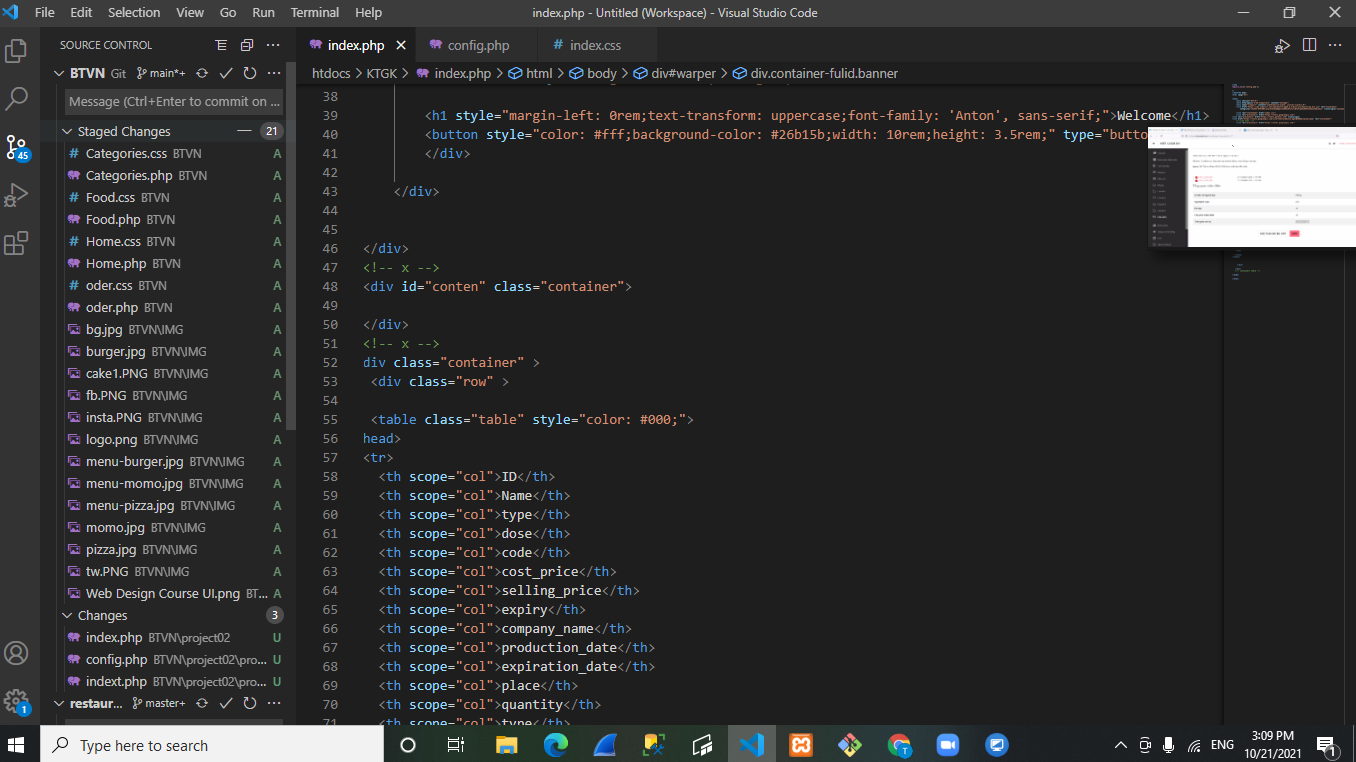 File Edit Selection View Go Run Terminal Help index.php - Untitled (Workspace) - Visual Studio Code
SOURCE CONTROL
index.php
config.php
# index.css
BTVN Git main*+
htdocs > KTGK > index.php > html > body > div#warper > div.container-fulid.banner
Message (Ctrl+Enter to commit on ...
Staged Changes 21
# Categories.css BTVN A
Categories.php BTVN A
# Food.css BTVN A
Food.php BTVN A
# Home.css BTVN A
Home.php BTVN A
# oder.css BTVN A
oder.php BTVN A
bg.jpg BTVN\IMG A
burger.jpg BTVN\IMG A
cake1.PNG BTVN\IMG A
fb.PNG BTVN\IMG A
insta.PNG BTVN\IMG A
logo.png BTVN\IMG A
menu-burger.jpg BTVN\IMG A
menu-momo.jpg BTVN\IMG A
menu-pizza.jpg BTVN\IMG A
momo.jpg BTVN\IMG A
pizza.jpg BTVN\IMG A
tw.PNG BTVN\IMG A
Web Design Course UI.png BT... A
Changes 3
index.php BTVN\project02 U
config.php BTVN\project02\pro... U
indext.php BTVN\project02\pro... U
restaur... master+
45
1
38
39 <h1 style="margin-left: 0rem;text-transform: uppercase;font-family: 'Anton', sans-serif;">Welcome</h1>
40 <button style="color: #fff;background-color: #26b15b;width: 10rem;height: 3.5rem;" type="butto
41 </div>
42
43 </div>
44
45
46 </div>
47 <!-- x -->
48 <div id="conten" class="container">
49
50 </div>
51 <!-- x -->
52 div class="container" >
53 <div class="row" >
54
55 <table class="table" style="color: #000;">
56 head>
57 <tr>
58 <th scope="col">ID</th>
59 <th scope="col">Name</th>
60 <th scope="col">type</th>
61 <th scope="col">dose</th>
62 <th scope="col">code</th>
63 <th scope="col">cost_price</th>
64 <th scope="col">selling_price</th>
65 <th scope="col">expiry</th>
66 <th scope="col">company_name</th>
67 <th scope="col">production_date</th>
68 <th scope="col">expiration_date</th>
69 <th scope="col">place</th>
70 <th scope="col">quantity</th>
71 <th scope="col">type</th>
Type here to search
ENG
3:09 PM
10/21/2021
1